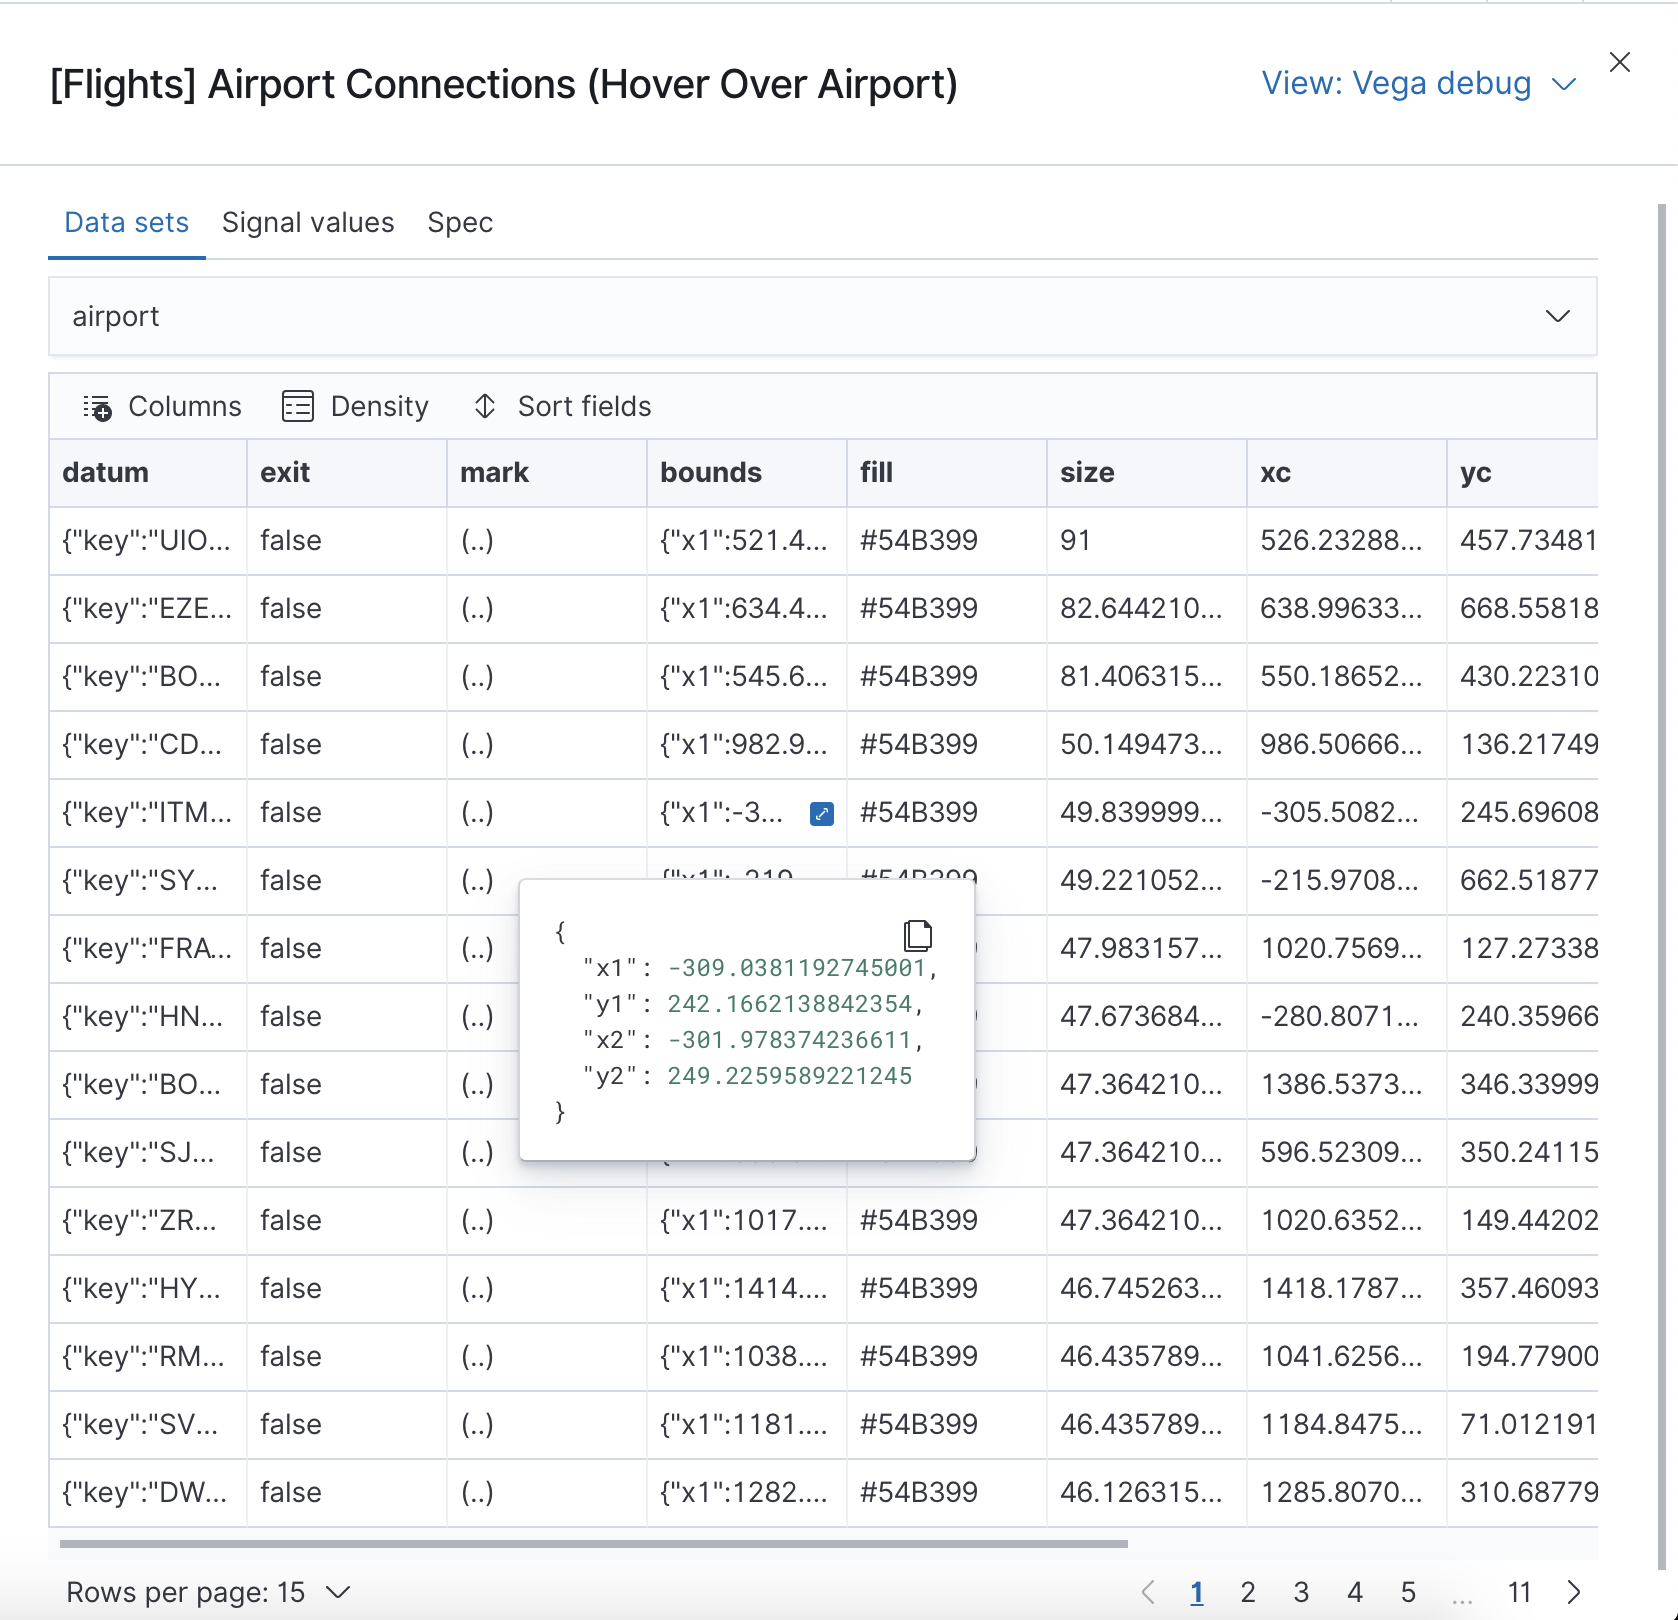 [Flights] Airport Connections (Hover Over Airport)
View: Vega debug
Data sets Signal values Spec
airport
Columns Density Sort fields
datum exit mark bounds fill size xc yc
{"key":"UIO... false (..) {"x1":521.4... #54B399 91 526.23288... 457.73481
{"key":"EZE... false (..) {"x1":634.4... #54B399 82.644210... 638.99633... 668.55818
{"key":"BO... false (..) {"x1":545.6... #54B399 81.406315... 550.18652... 430.22310
{"key":"CD... false (..) {"x1":982.9... #54B399 50.149473... 986.50666... 136.21749
{"key":"ITM... false (..) {"x1":-3... #54B399 49.839999... -305.5082... 245.69608
{"key":"SY... false (..) 49.221052... -215.9708... 662.51877
{"key":"FRA... false (..) 47.983157... 1020.7569... 127.27338
{"key":"HN... false (..) 47.673684... -280.8071... 240.35966
{"key":"BO... false (..) 47.364210... 1386.5373... 346.33999
{"key":"SJ... false (..) 47.364210... 596.52309... 350.24115
{
"x1": -309.0381192745001,
"y1": 242.1662138842354,
"x2": -301.978374236611,
"y2": 249.2259589221245
}
{"key":"ZR... false (..) {"x1":1017.... #54B399 47.364210... 1020.6352... 149.44202
{"key":"HY... false (..) {"x1":1414.... #54B399 46.745263... 1418.1787... 357.46093
{"key":"RM... false (..) {"x1":1038.... #54B399 46.435789... 1041.6256... 194.77900
{"key":"SV... false (..) {"x1":1181.... #54B399 46.435789... 1184.8475... 71.012191
{"key":"DW... false (..) {"x1":1282.... #54B399 46.126315... 1285.8070... 310.68779
Rows per page: 15
1 2 3 4 5 ... 11